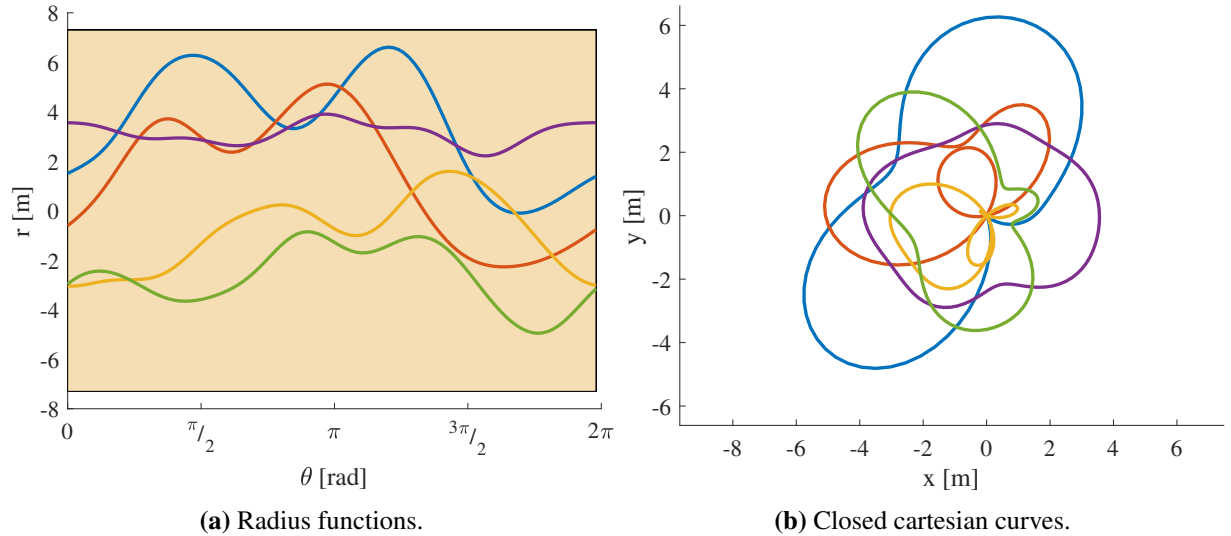 8
6
4
2
0
-2
-4
-6
-8
r [m]
0 π/2 π 3π/2 2π
θ [rad]
(a) Radius functions.
6
4
2
0
-2
-4
-6
y [m]
-8 -6 -4 -2 0 2 4 6
x [m]
(b) Closed cartesian curves.